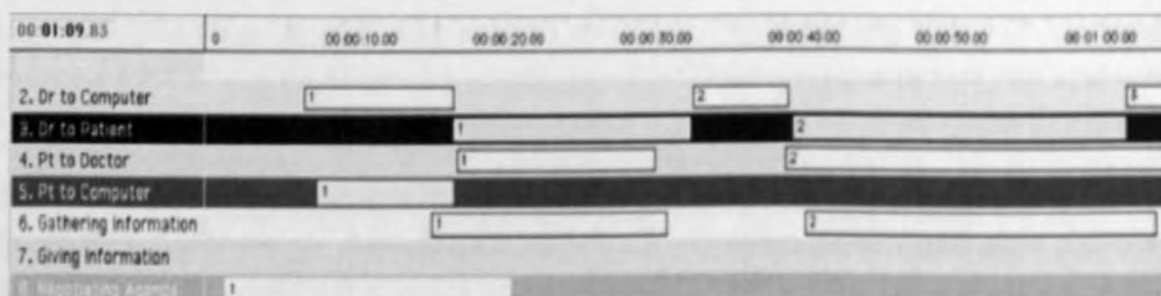 00:01:09.83 0 00:00:10.00 00:00:20.00 00:00:30.00 00:00:40.00 00:00:50.00 00:01:00.00
2. Dr to Computer 1 2
3. Dr to Patient 1 2
4. Pt to Doctor 1 2
5. Pt to Computer 1
6. Gathering Information 1 2
7. Giving Information
8. Negotiating Agenda 1